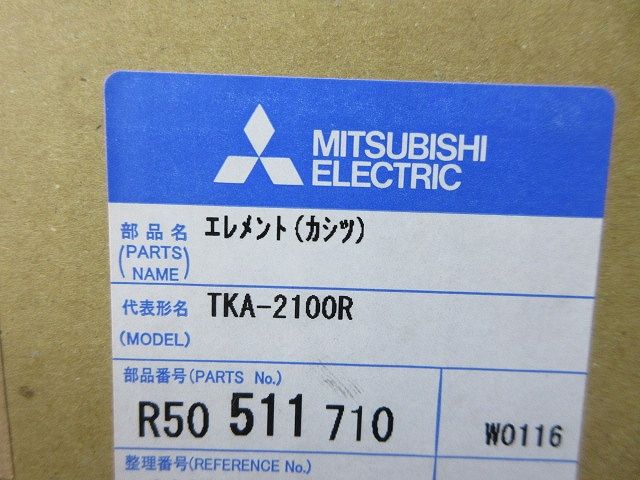 MITSUBISHI
ELECTRIC
部品名 エレメント(カシツ)
(PARTS
NAME)
代表形名 TKA-2100R
(MODEL)
部品番号(PARTS No.)
R50 511 710 W0116
整理番号(REFERENCE No.)